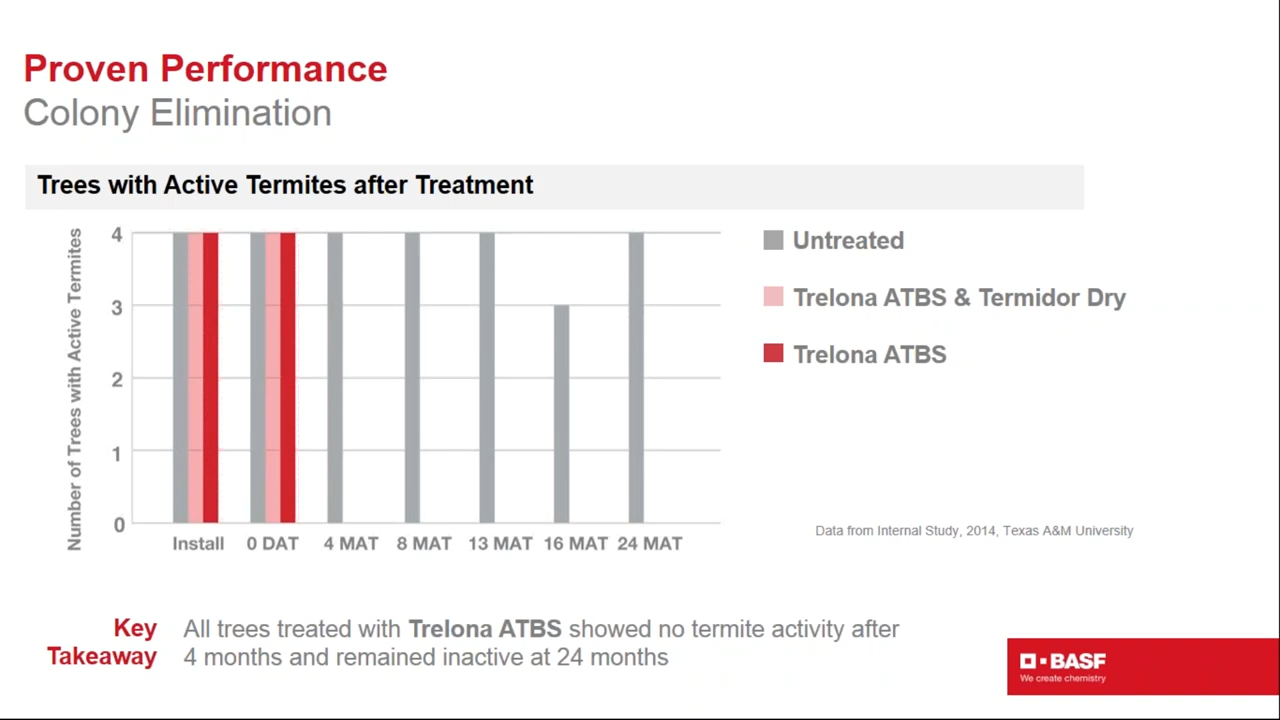 Proven Performance
Colony Elimination
Trees with Active Termites after Treatment
Number of Trees with Active Termites
4
3
2
1
0
Install 0 DAT 4 MAT 8 MAT 13 MAT 16 MAT 24 MAT
Untreated
Trelona ATBS & Termidor Dry
Trelona ATBS
Data from Internal Study, 2014, Texas A&M University
Key Takeaway
All trees treated with Trelona ATBS showed no termite activity after
4 months and remained inactive at 24 months
BASF
We create chemistry